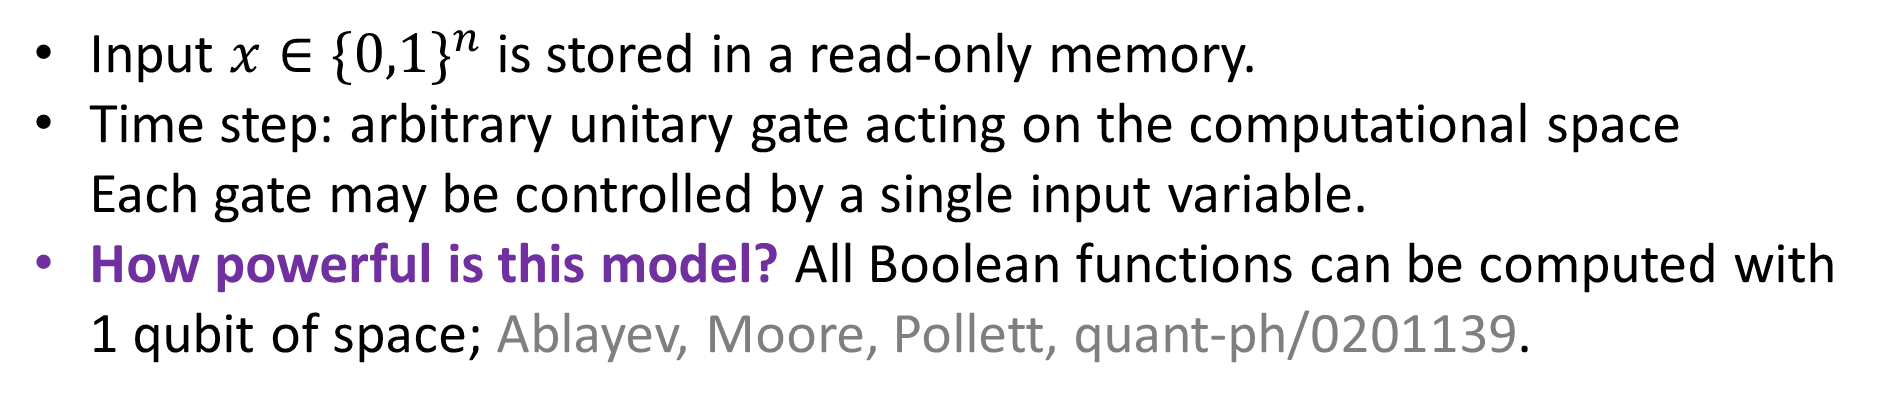 • Input 𝑥 ∈ {0,1}ⁿ is stored in a read-only memory.
• Time step: arbitrary unitary gate acting on the computational space
Each gate may be controlled by a single input variable.
• How powerful is this model? All Boolean functions can be computed with
1 qubit of space; Ablayev, Moore, Pollett, quant-ph/0201139.